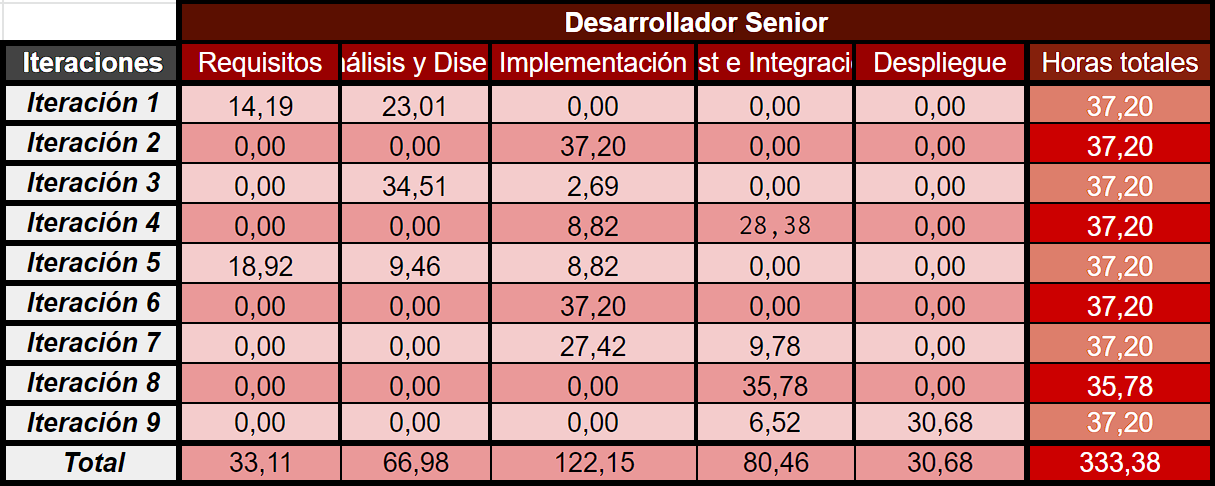 Desarrollador Senior
Iteraciones Requisitos nálisis y Dise Implementación st e Integraci Despliegue Horas totales
Iteración 1 14,19 23,01 0,00 0,00 0,00 37,20
Iteración 2 0,00 0,00 37,20 0,00 0,00 37,20
Iteración 3 0,00 34,51 2,69 0,00 0,00 37,20
Iteración 4 0,00 0,00 8,82 28,38 0,00 37,20
Iteración 5 18,92 9,46 8,82 0,00 0,00 37,20
Iteración 6 0,00 0,00 37,20 0,00 0,00 37,20
Iteración 7 0,00 0,00 27,42 9,78 0,00 37,20
Iteración 8 0,00 0,00 0,00 35,78 0,00 35,78
Iteración 9 0,00 0,00 0,00 6,52 30,68 37,20
Total 33,11 66,98 122,15 80,46 30,68 333,38